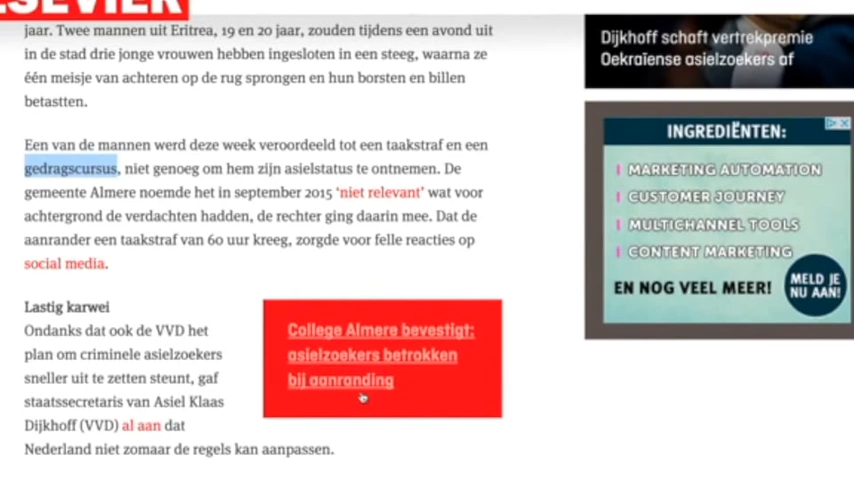 ELSEVIER
jaar. Twee mannen uit Eritrea, 19 en 20 jaar, zouden tijdens een avond uit
in de stad drie jonge vrouwen hebben ingesloten in een steeg, waarna ze
één meisje van achteren op de rug sprongen en hun borsten en billen
betastten.
Een van de mannen werd deze week veroordeeld tot een taakstraf en een
gedragscursus, niet genoeg om hem zijn asielstatus te ontnemen. De
gemeente Almere noemde het in september 2015 ‘niet relevant’ wat voor
achtergrond de verdachten hadden, de rechter ging daarin mee. Dat de
aanrander een taakstraf van 60 uur kreeg, zorgde voor felle reacties op
social media.
Lastig karwei
Ondanks dat ook de VVD het
plan om criminele asielzoekers
sneller uit te zetten steunt, gaf
staatssecretaris van Asiel Klaas
Dijkhoff (VVD) al aan dat
Nederland niet zomaar de regels kan aanpassen.
College Almere bevestigt:
asielzoekers betrokken
bij aanranding
Dijkhoff schaft vertrekpremie
Oekraïense asielzoekers af
INGREDIËNTEN:
MARKETING AUTOMATION
CUSTOMER JOURNEY
MULTICHANNEL TOOLS
CONTENT MARKETING
EN NOG VEEL MEER!
MELD JE
NU AAN!